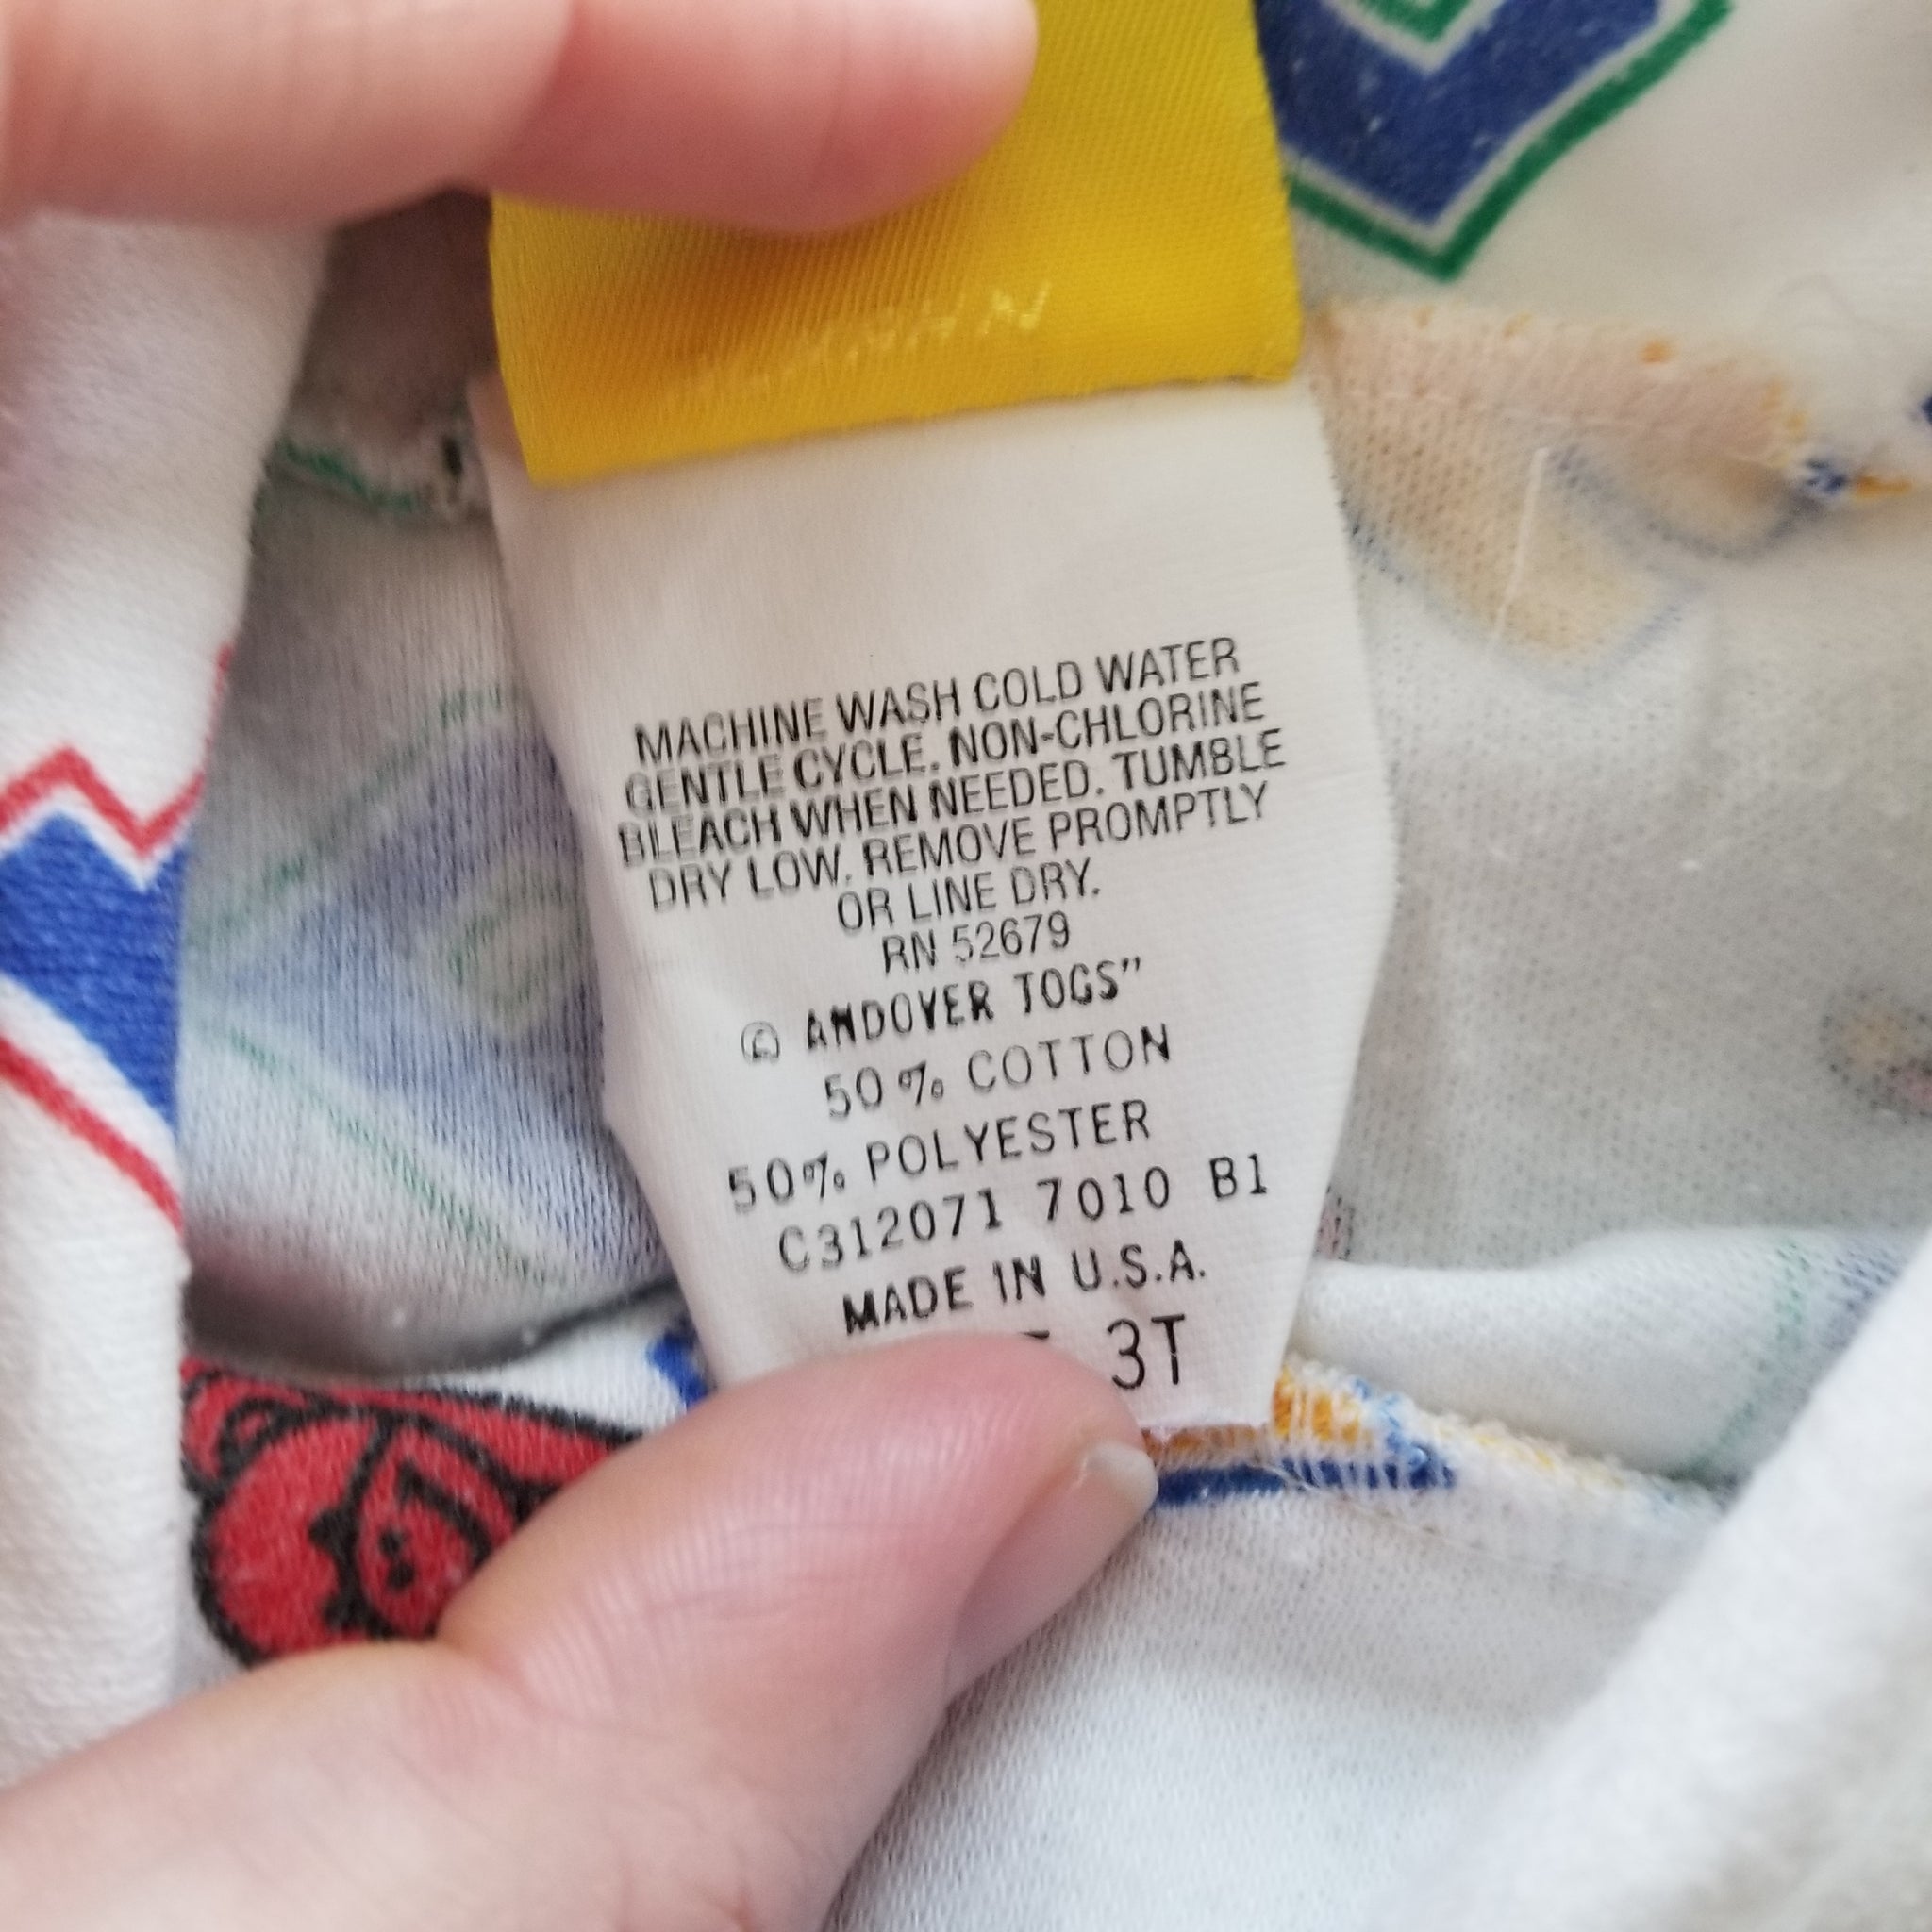 MACHINE WASH COLD WATER
GENTLE CYCLE. NON-CHLORINE
BLEACH WHEN NEEDED. TUMBLE
DRY LOW. REMOVE PROMPTLY
OR LINE DRY.
RN 52679
© ANDOVER TOGS"
50% COTTON
50% POLYESTER
C312071 7010 B1
MADE IN U.S.A.
3T